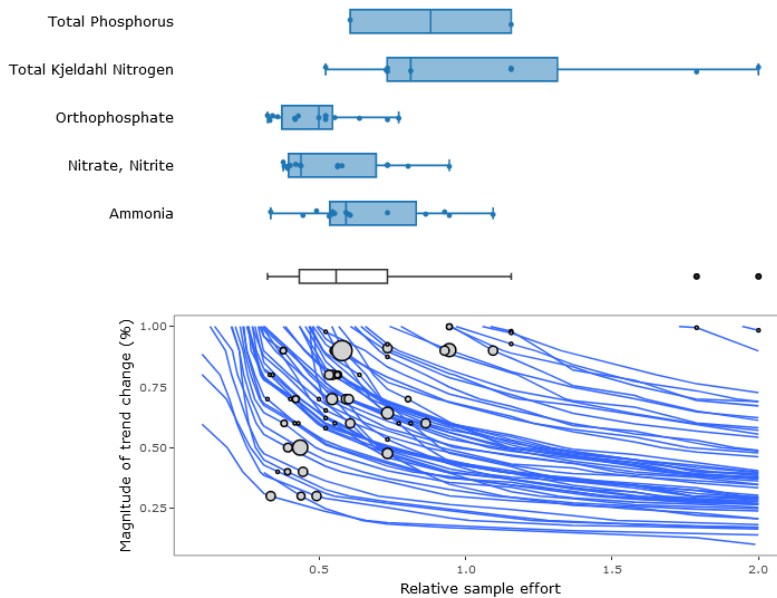 Total Phosphorus
Total Kjeldahl Nitrogen
Orthophosphate
Nitrate, Nitrite
Ammonia
1.00
0.75
0.50
0.25
Magnitude of trend change (%)
0.5
1.0
1.5
2.0
Relative sample effort